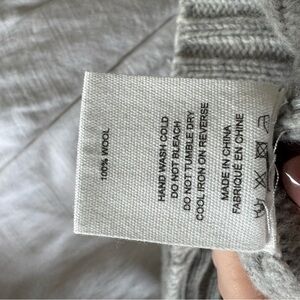 100% WOOL
HAND WASH COLD
DO NOT BLEACH
DO NOT TUMBLE DRY
COOL IRON ON REVERSE
MADE IN CHINA
FABRIQUÉ EN CHINE